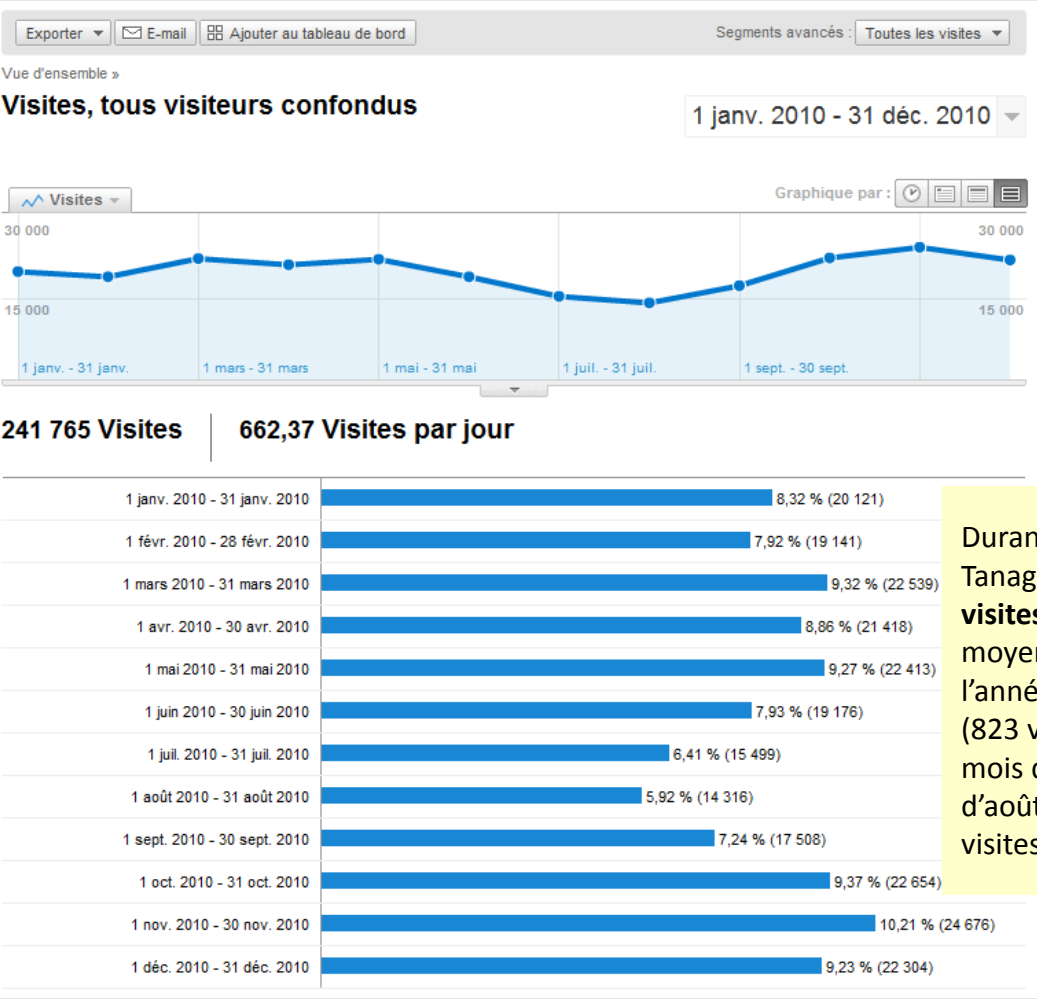 Exporter E-mail Ajouter au tableau de bord Segments avancés : Toutes les visites
Vue d'ensemble »
Visites, tous visiteurs confondus
1 janv. 2010 - 31 déc. 2010
Visites Graphique par :
30 000 30 000
15 000 15 000
1 janv. - 31 janv. 1 mars - 31 mars 1 mai - 31 mai 1 juil. - 31 juil. 1 sept. - 30 sept.
241 765 Visites 662,37 Visites par jour
1 janv. 2010 - 31 janv. 2010 8,32 % (20 121)
1 févr. 2010 - 28 févr. 2010 7,92 % (19 141)
1 mars 2010 - 31 mars 2010 9,32 % (22 539)
1 avr. 2010 - 30 avr. 2010 8,86 % (21 418)
1 mai 2010 - 31 mai 2010 9,27 % (22 413)
1 juin 2010 - 30 juin 2010 7,93 % (19 176)
1 juil. 2010 - 31 juil. 2010 6,41 % (15 499)
1 août 2010 - 31 août 2010 5,92 % (14 316)
1 sept. 2010 - 30 sept. 2010 7,24 % (17 508)
1 oct. 2010 - 31 oct. 2010 9,37 % (22 654)
1 nov. 2010 - 30 nov. 2010 10,21 % (24 676)
1 déc. 2010 - 31 déc. 2010 9,23 % (22 304)
Duran
Tanag
visites
moyen
l’anné
(823 v
mois
d’août
visites